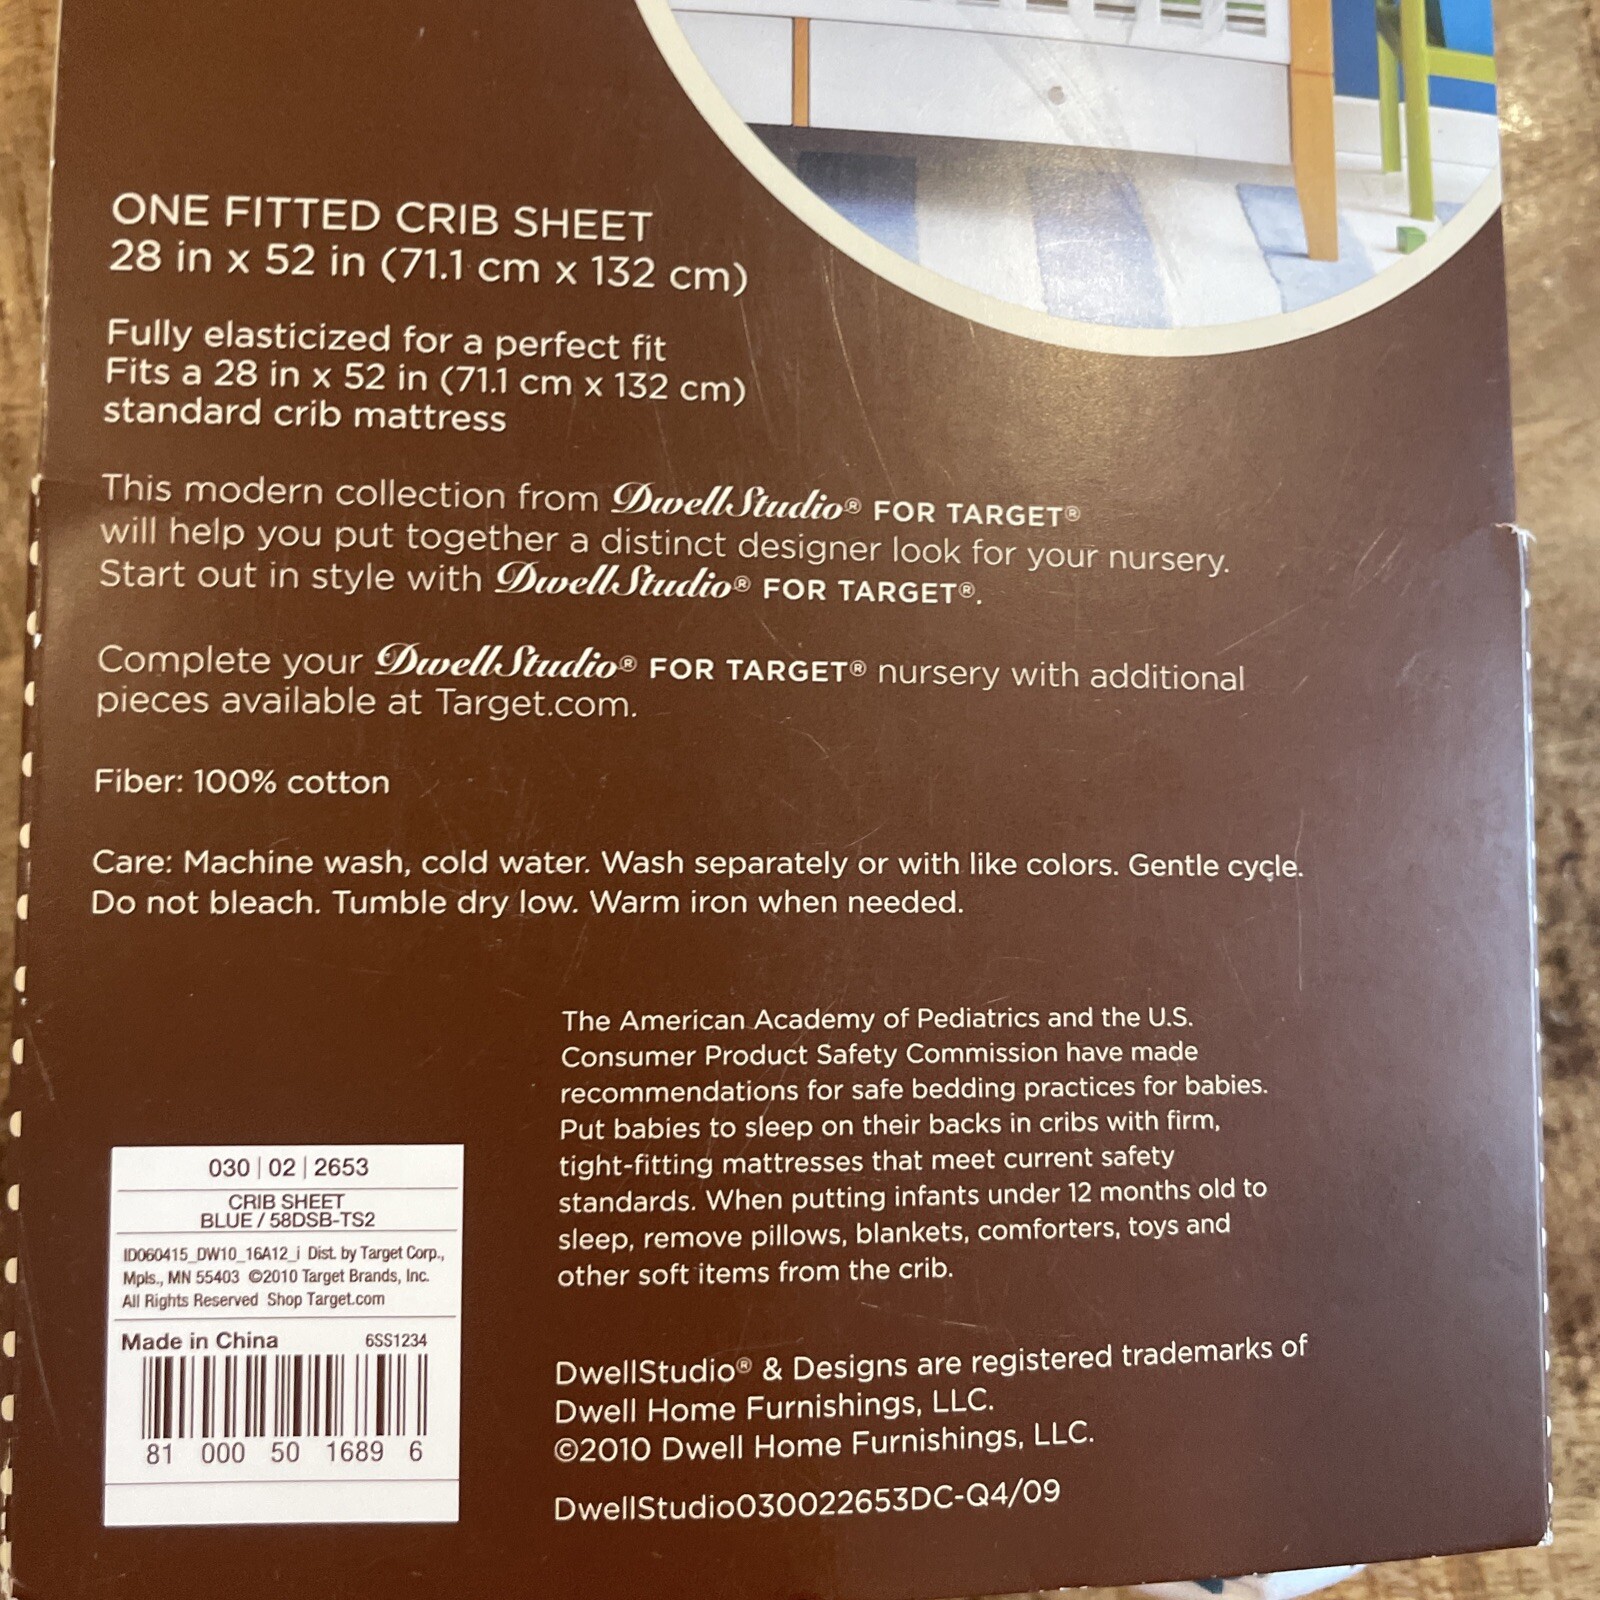 ONE FITTED CRIB SHEET
28 in x 52 in (71.1 cm x 132 cm)
Fully elasticized for a perfect fit
Fits a 28 in x 52 in (71.1 cm x 132 cm)
standard crib mattress
This modern collection from DwellStudio® FOR TARGET®
will help you put together a distinct designer look for your nursery.
Start out in style with DwellStudio® FOR TARGET®.
Complete your DwellStudio® FOR TARGET® nursery with additional
pieces available at Target.com.
Fiber: 100% cotton
Care: Machine wash, cold water. Wash separately or with like colors. Gentle cycle.
Do not bleach. Tumble dry low. Warm iron when needed.
The American Academy of Pediatrics and the U.S.
Consumer Product Safety Commission have made
recommendations for safe bedding practices for babies.
Put babies to sleep on their backs in cribs with firm,
tight-fitting mattresses that meet current safety
standards. When putting infants under 12 months old to
sleep, remove pillows, blankets, comforters, toys and
other soft items from the crib.
030 | 02 | 2653
CRIB SHEET
BLUE / 58DSB-TS2
ID060415_DW10_16A12_i Dist. by Target Corp.,
Mpls., MN 55403 ©2010 Target Brands, Inc.
All Rights Reserved Shop Target.com
Made in China 6SS1234
81 000 50 1689 6
DwellStudio® & Designs are registered trademarks of
Dwell Home Furnishings, LLC.
©2010 Dwell Home Furnishings, LLC.
DwellStudio030022653DC-Q4/09